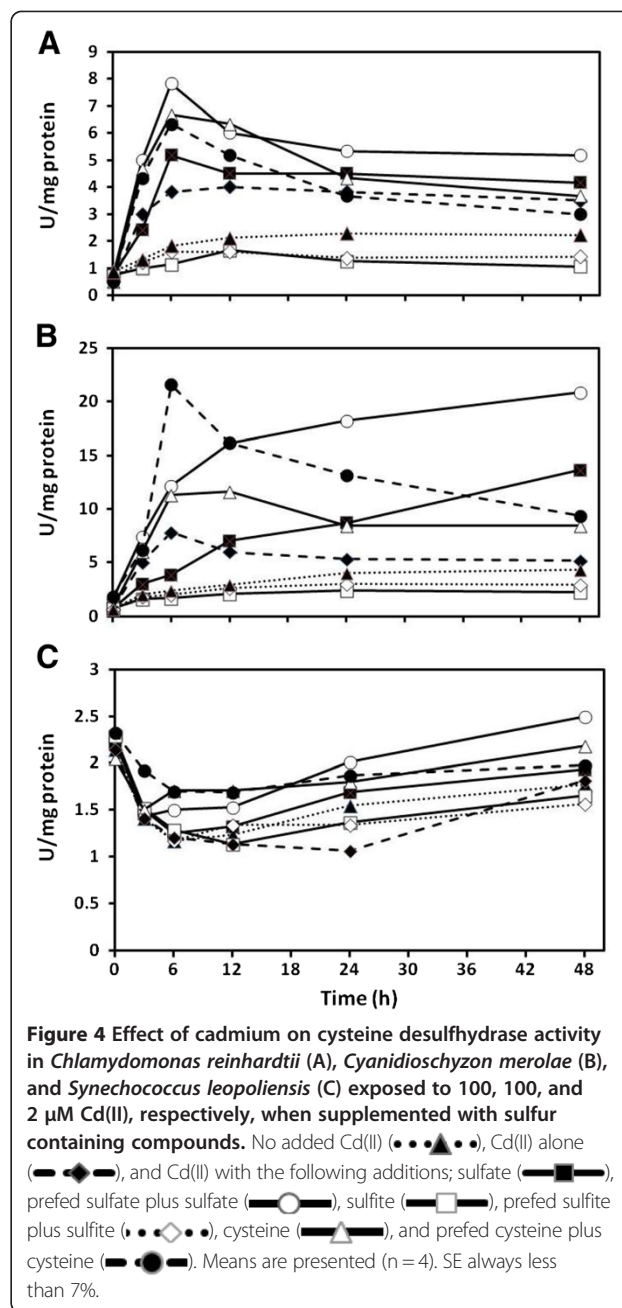 A
U/mg protein
9
8
7
6
5
4
3
2
1
0
B
U/mg protein
25
20
15
10
5
0
C
U/mg protein
3
2.5
2
1.5
1
0.5
0
0 6 12 18 24 30 36 42 48
Time (h)
Figure 4 Effect of cadmium on cysteine desulfhydrase activity
in Chlamydomonas reinhardtii (A), Cyanidioschyzon merolae (B),
and Synechococcus leopoliensis (C) exposed to 100, 100, and
2 μM Cd(II), respectively, when supplemented with sulfur
containing compounds. No added Cd(II) (), Cd(II) alone
(), and Cd(II) with the following additions; sulfate (),
prefed sulfate plus sulfate (), sulfite (), prefed sulfite
plus sulfite (), cysteine (), and prefed cysteine plus
cysteine (). Means are presented (n = 4). SE always less
than 7%.